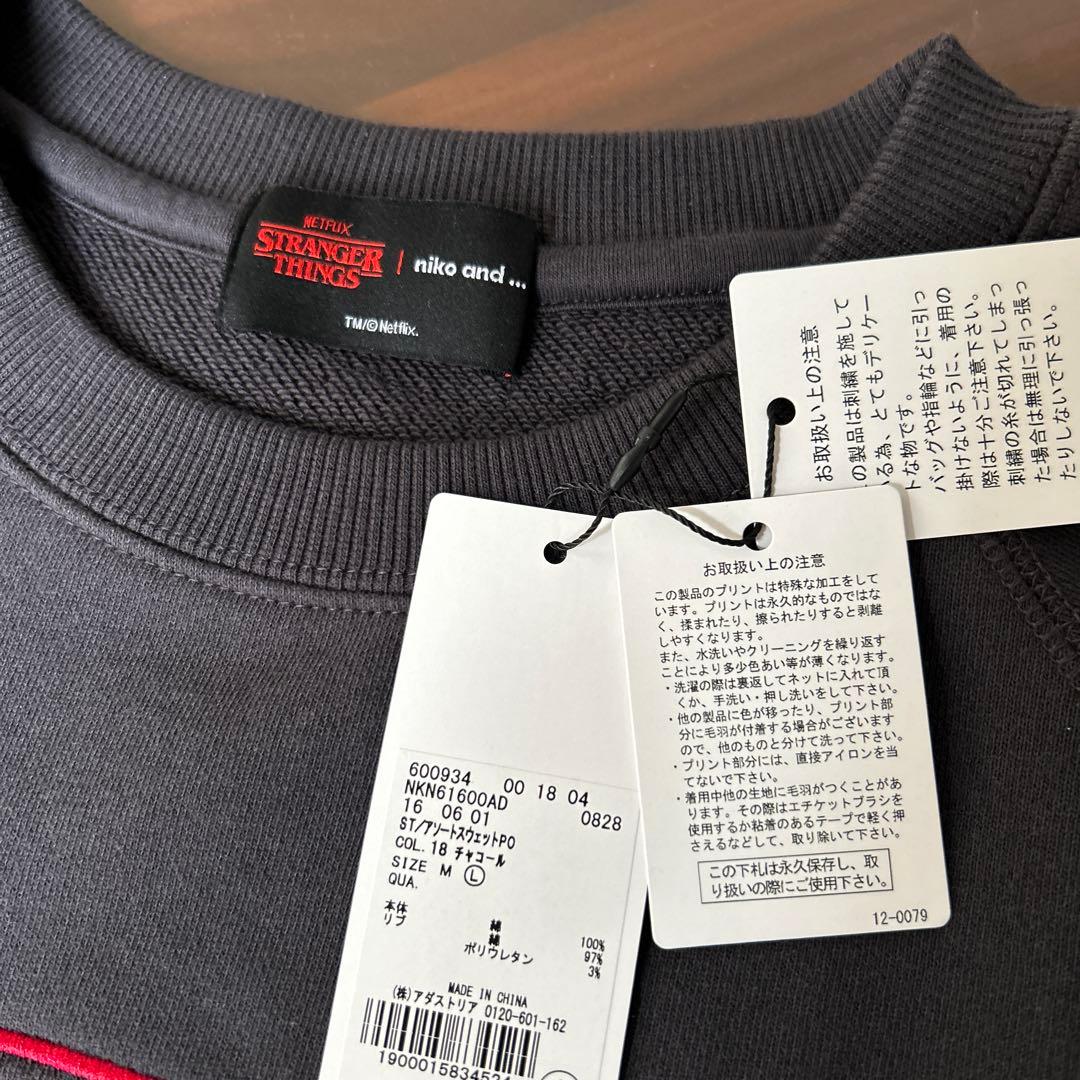 NETFLIX
STRANGER
THINGS
niko and ...
TM/©Netflix.
お取扱い上の注意
の製品は刺繍を施して
いる為、とてもデリケー
トな物です。
バッグや指輪などに引っ
掛けないように、着用の
際は十分ご注意下さい。
刺繍の糸が切れてしまっ
た場合は無理に引っ張っ
たりしないで下さい。
お取扱い上の注意
この製品のプリントは特殊な加工をして
います。プリントは永久的なものではな
く、揉まれたり、擦られたりすると剥離
しやすくなります。
また、水洗いやクリーニングを繰り返す
ことにより多少色あい等が薄くなります。
・洗濯の際は裏返してネットに入れて頂
くか、手洗い・押し洗いをして下さい。
・他の製品に色が移ったり、プリント部
分に毛羽が付着する場合がございます
ので、他のものと分けて洗って下さい。
・プリント部分には、直接アイロンを当
てないで下さい。
・着用中他の生地に毛羽がつくことがあ
ります。その際はエチケットブラシを
使用するか粘着のあるテープで軽く押
さえるなどして、取り除いて下さい。
この下札は永久保存し、取
り扱いの際にご使用下さい。
12-0079
600934 00 18 04
NKN61600AD 0828
16 06 01
ST/アソートスウェットPO
COL.18 チャコール
SIZE M Ⓛ
QUA.
本体 綿 100%
リブ 綿 97%
ポリウレタン 3%
MADE IN CHINA
(株)アダストリア 0120-601-162